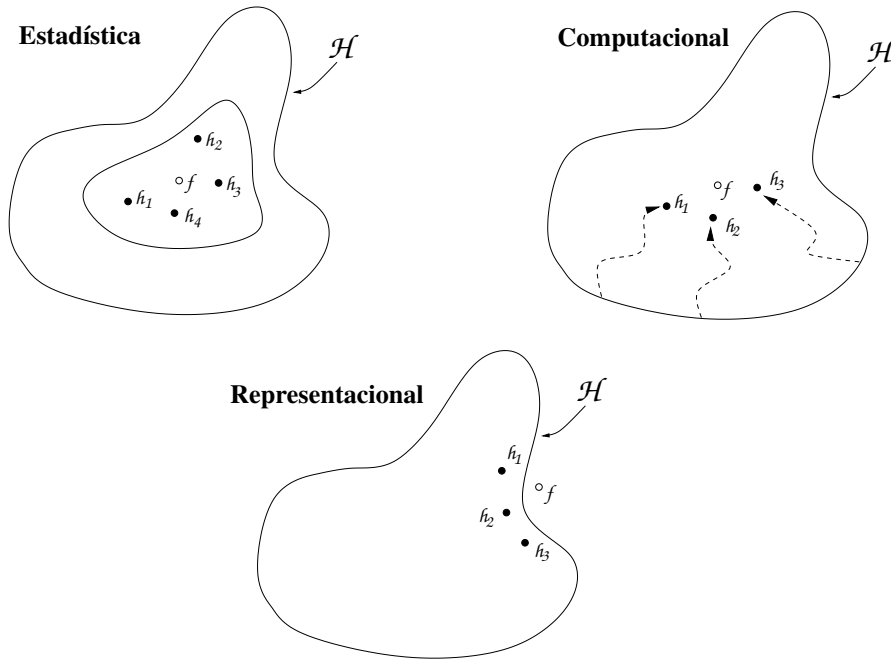 Estadística
ℋ
h2
f
h3
h1
h4
Computacional
ℋ
f
h3
h1
h2
Representacional
ℋ
h1
f
h2
h3